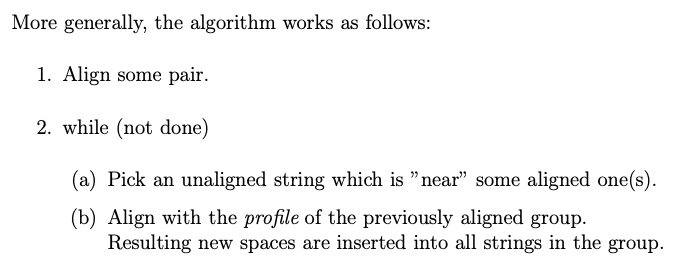 More generally, the algorithm works as follows:
1. Align some pair.
2. while (not done)
(a) Pick an unaligned string which is ”near” some aligned one(s).
(b) Align with the profile of the previously aligned group.
Resulting new spaces are inserted into all strings in the group.